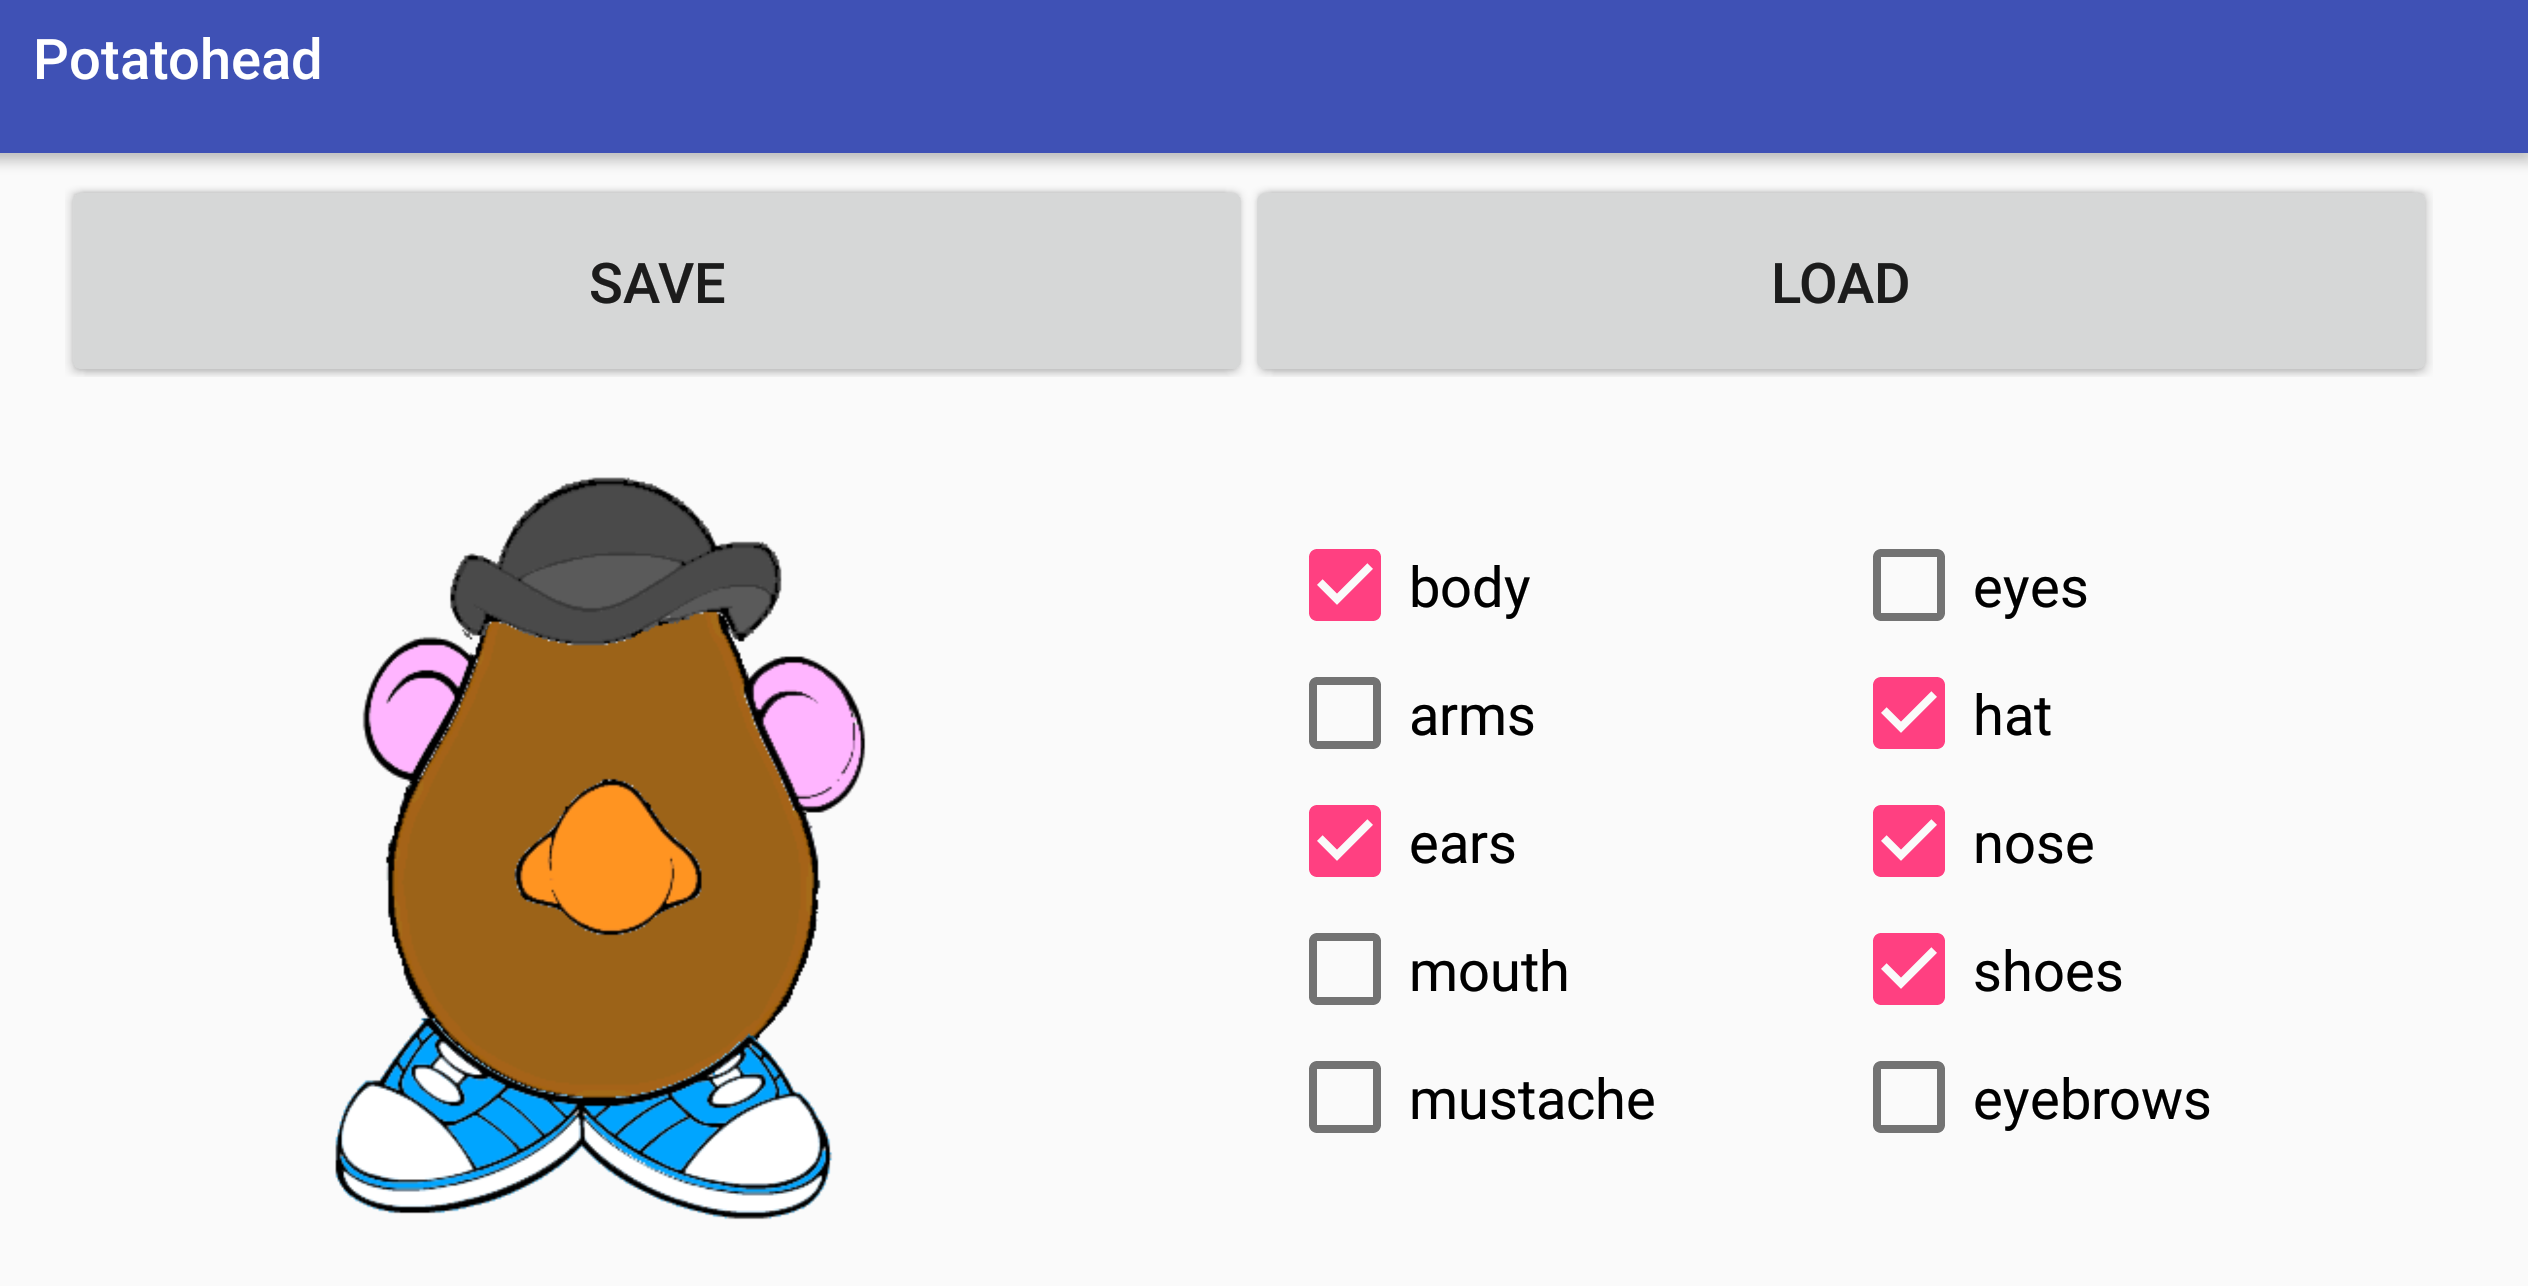 Potatohead
SAVE LOAD
body eyes
arms hat
ears nose
mouth shoes
mustache eyebrows